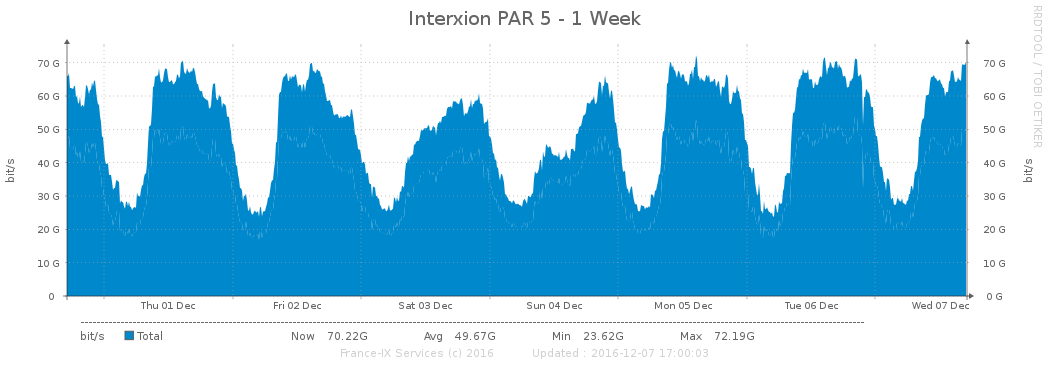 Interxion PAR 5 - 1 Week
RRDTOOL / TOBI OETIKER
bit/s
70 G 70 G
60 G 60 G
50 G 50 G
40 G 40 G
30 G 30 G
20 G 20 G
10 G 10 G
0 0 G
bit/s
Thu 01 Dec Fri 02 Dec Sat 03 Dec Sun 04 Dec Mon 05 Dec Tue 06 Dec Wed 07 Dec
bit/s Total Now 70.22G Avg 49.67G Min 23.62G Max 72.19G
France-IX Services (c) 2016 Updated : 2016-12-07 17:00:03